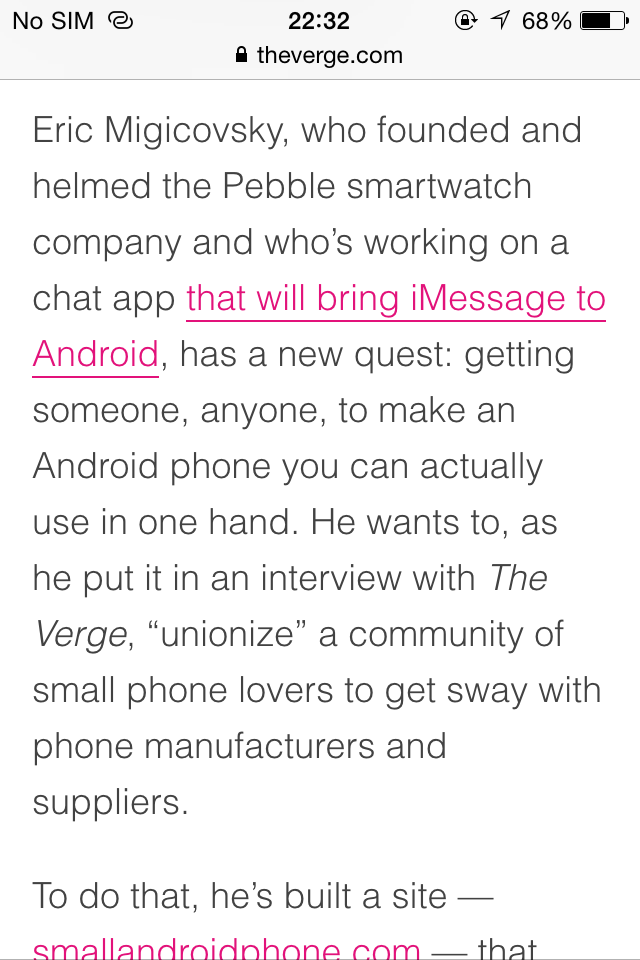 No SIM 22:32 68%
theverge.com
Eric Migicovsky, who founded and
helmed the Pebble smartwatch
company and who’s working on a
chat app that will bring iMessage to
Android, has a new quest: getting
someone, anyone, to make an
Android phone you can actually
use in one hand. He wants to, as
he put it in an interview with The
Verge, “unionize” a community of
small phone lovers to get sway with
phone manufacturers and
suppliers.
To do that, he’s built a site —
smallandroidphone.com — that